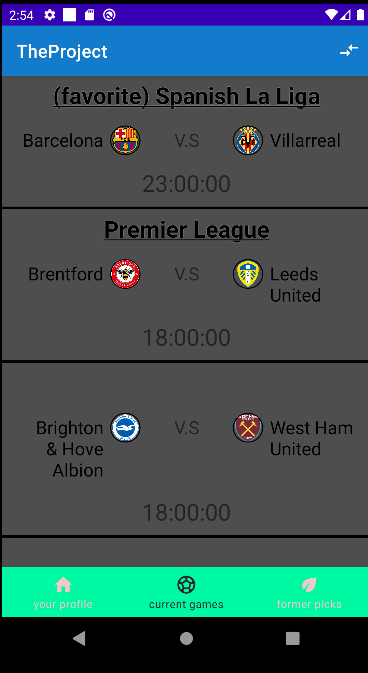 2:54
TheProject
(favorite) Spanish La Liga
Barcelona V.S Villarreal
23:00:00
Premier League
Brentford V.S Leeds
United
18:00:00
Brighton V.S West Ham
& Hove United
Albion
18:00:00
your profile current games former picks